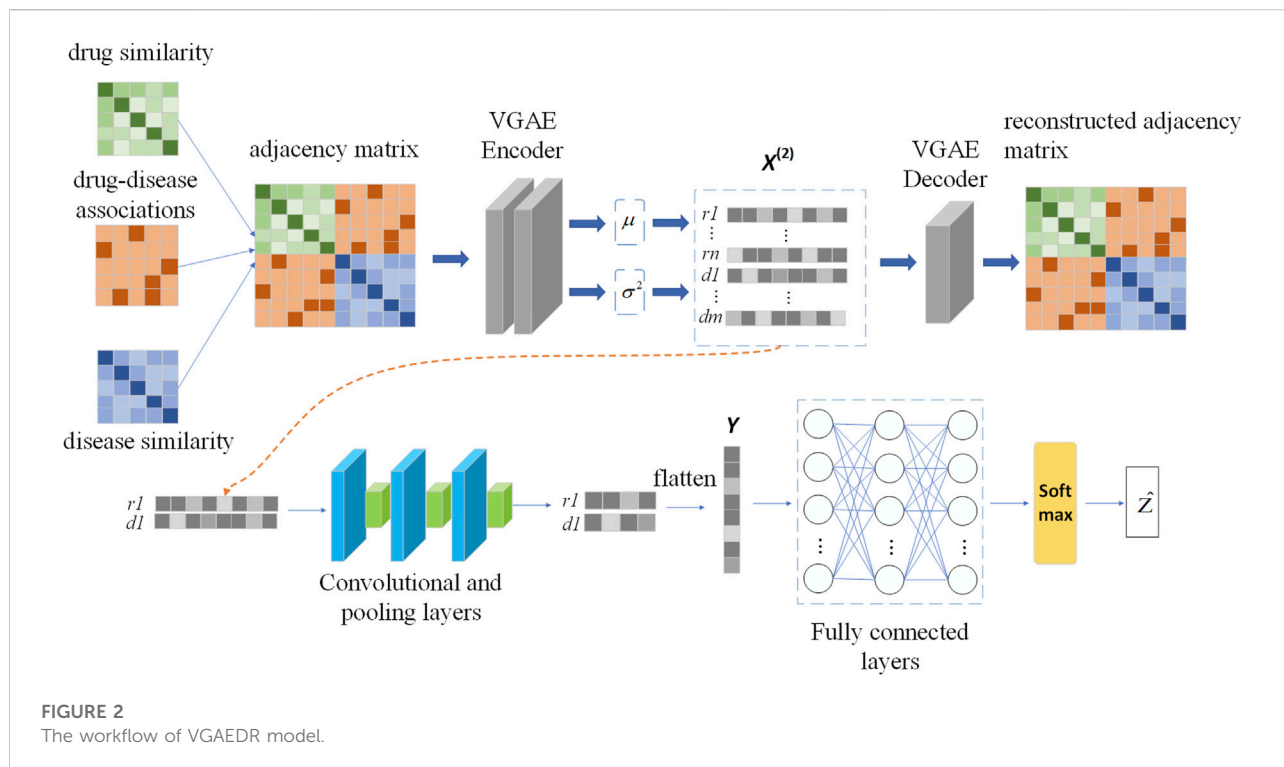 drug similarity
drug-disease
associations
disease similarity
adjacency matrix
VGAE
Encoder
μ
σ²
X⁽²⁾
r1
⋮ ⋮
rn
d1
⋮ ⋮
dm
VGAE
Decoder
reconstructed adjacency
matrix
r1
d1
Convolutional and
pooling layers
r1
d1
flatten
Y
⋮ ⋮ ⋮
Fully connected
layers
Soft
max
Ẑ
FIGURE 2
The workflow of VGAEDR model.